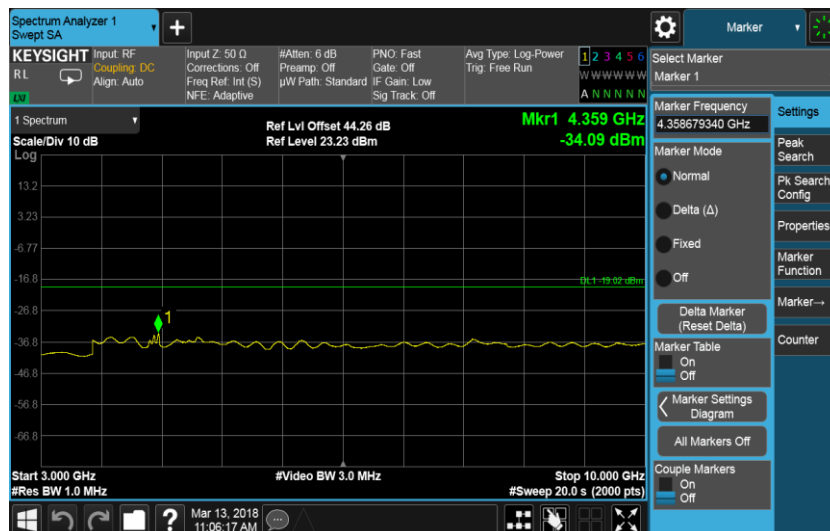 Spectrum Analyzer 1
Swept SA
+
Marker
KEYSIGHT
RL
LXI
Input: RF
Coupling: DC
Align: Auto
Input Z: 50 Ω
Corrections: Off
Freq Ref: Int (S)
NFE: Adaptive
#Atten: 6 dB
Preamp: Off
µW Path: Standard
PNO: Fast
Gate: Off
IF Gain: Low
Sig Track: Off
Avg Type: Log-Power
Trig: Free Run
1 2 3 4 5 6
W W W W W W
A N N N N N
Select Marker
Marker 1
1 Spectrum
Scale/Div 10 dB
Log
Ref Lvl Offset 44.26 dB
Ref Level 23.23 dBm
Mkr1 4.359 GHz
-34.09 dBm
13.2
3.23
-6.77
-16.8
-26.8
-36.8
-46.8
-56.8
-66.8
DL1 -19.02 dBm
1
Start 3.000 GHz
#Res BW 1.0 MHz
#Video BW 3.0 MHz
Stop 10.000 GHz
#Sweep 20.0 s (2000 pts)
Marker Frequency
4.358679340 GHz
Marker Mode
Normal
Delta (Δ)
Fixed
Off
Delta Marker
(Reset Delta)
Marker Table
On
Off
Marker Settings
Diagram
All Markers Off
Couple Markers
On
Off
Settings
Peak
Search
Pk Search
Config
Properties
Marker
Function
Marker→
Counter
?
Mar 13, 2018
11:06:17 AM